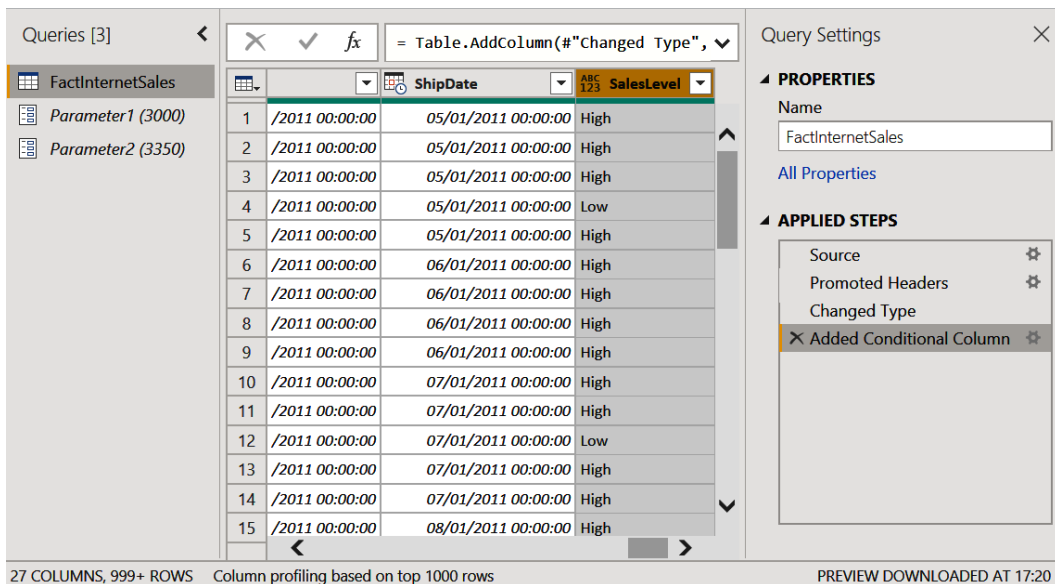 Queries [3]
FactInternetSales
Parameter1 (3000)
Parameter2 (3350)
fx
= Table.AddColumn(#"Changed Type",
ShipDate
ABC
123
SalesLevel
1 /2011 00:00:00 05/01/2011 00:00:00 High
2 /2011 00:00:00 05/01/2011 00:00:00 High
3 /2011 00:00:00 05/01/2011 00:00:00 High
4 /2011 00:00:00 05/01/2011 00:00:00 Low
5 /2011 00:00:00 05/01/2011 00:00:00 High
6 /2011 00:00:00 06/01/2011 00:00:00 High
7 /2011 00:00:00 06/01/2011 00:00:00 High
8 /2011 00:00:00 06/01/2011 00:00:00 High
9 /2011 00:00:00 06/01/2011 00:00:00 High
10 /2011 00:00:00 07/01/2011 00:00:00 High
11 /2011 00:00:00 07/01/2011 00:00:00 High
12 /2011 00:00:00 07/01/2011 00:00:00 Low
13 /2011 00:00:00 07/01/2011 00:00:00 High
14 /2011 00:00:00 07/01/2011 00:00:00 High
15 /2011 00:00:00 08/01/2011 00:00:00 High
Query Settings
PROPERTIES
Name
FactInternetSales
All Properties
APPLIED STEPS
Source
Promoted Headers
Changed Type
Added Conditional Column
27 COLUMNS, 999+ ROWS Column profiling based on top 1000 rows PREVIEW DOWNLOADED AT 17:20